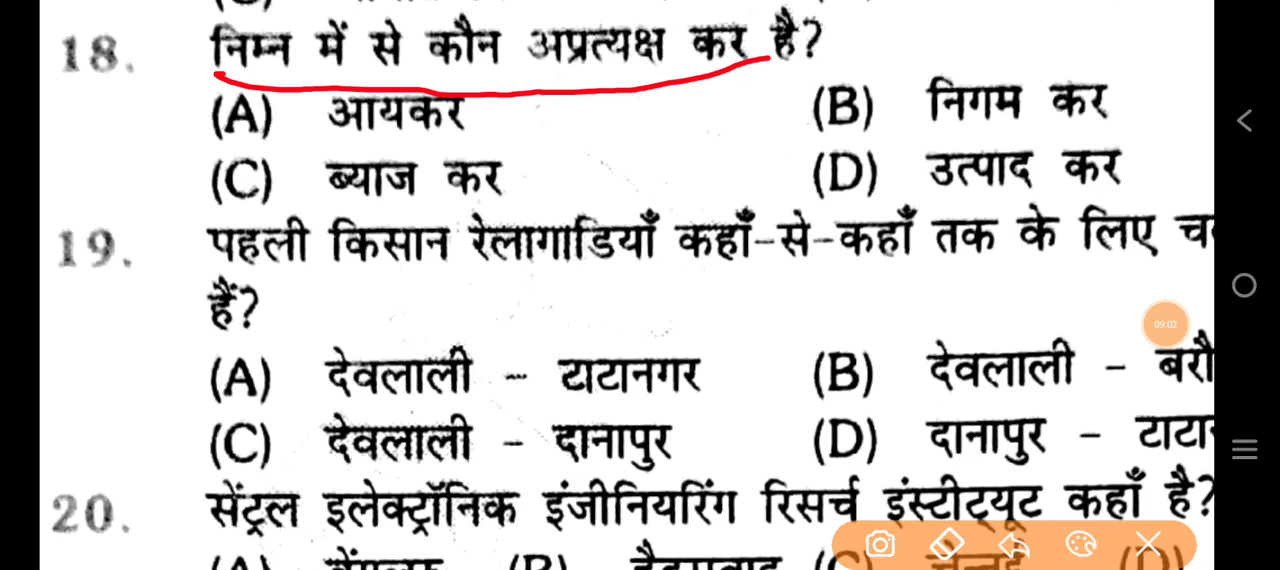 18. निम्न में से कौन अप्रत्यक्ष कर है?
(A) आयकर (B) निगम कर
(C) ब्याज कर (D) उत्पाद कर
19. पहली किसान रेलागाडियाँ कहाँ-से-कहाँ तक के लिए
हैं?
09:02
(A) देवलाली - टाटानगर (B) देवलाली -
(C) देवलाली - दानापुर (D) दानापुर -
20. सेंट्रल इलेक्ट्रॉनिक इंजीनियरिंग रिसर्च इंस्टीट्यूट कहाँ है?
(A) (B) (C) (D)